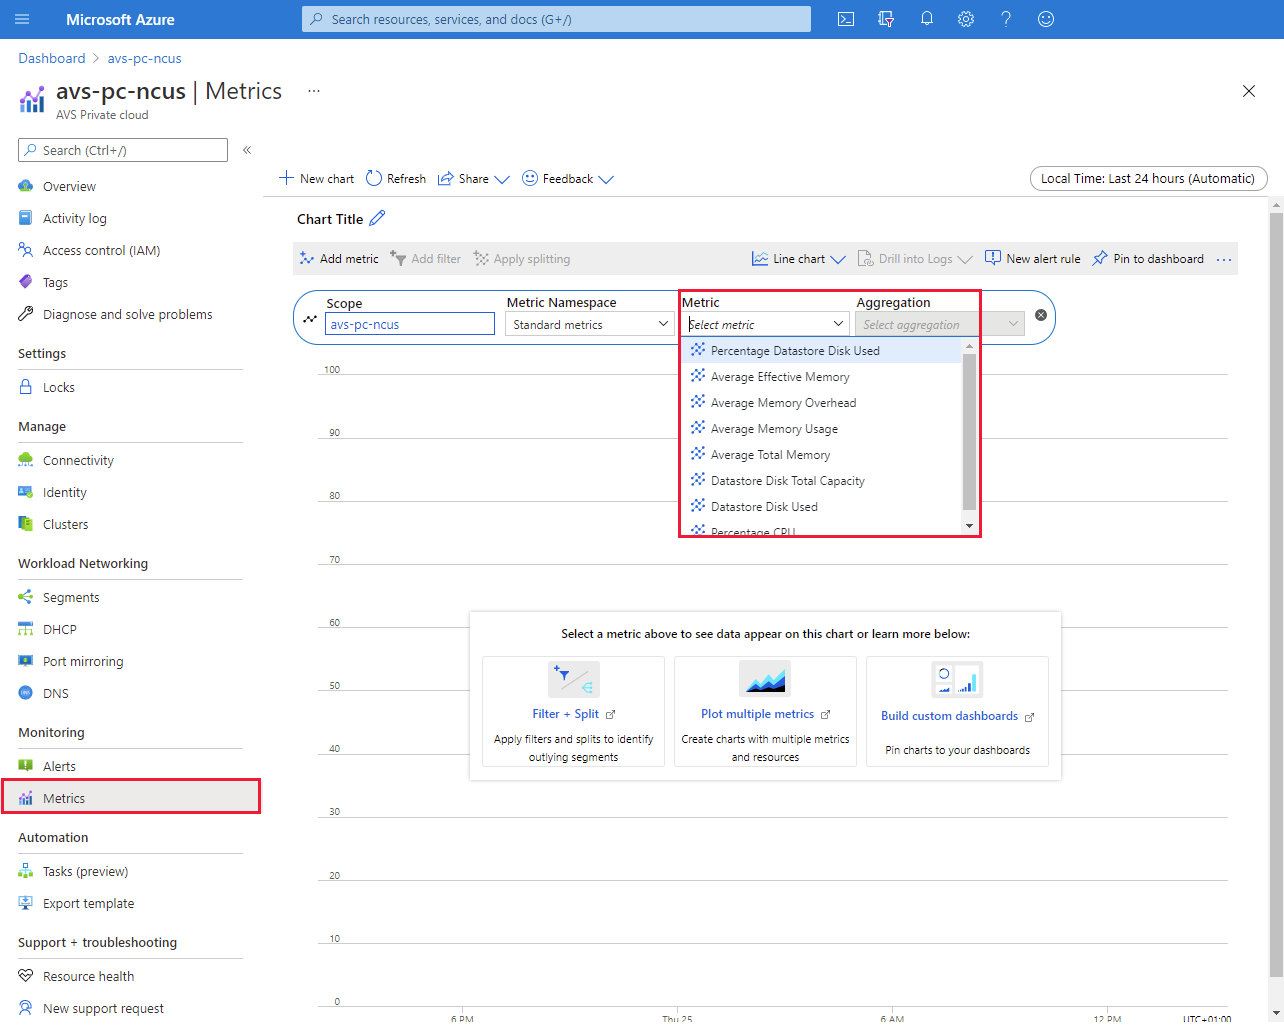 Microsoft Azure
Search resources, services, and docs (G+/)
Dashboard > avs-pc-ncus
avs-pc-ncus | Metrics ...
AVS Private cloud
Search (Ctrl+/)
«
Overview
Activity log
Access control (IAM)
Tags
Diagnose and solve problems
Settings
Locks
Manage
Connectivity
Identity
Clusters
Workload Networking
Segments
DHCP
Port mirroring
DNS
Monitoring
Alerts
Metrics
Automation
Tasks (preview)
Export template
Support + troubleshooting
Resource health
New support request
New chart Refresh Share Feedback
Local Time: Last 24 hours (Automatic)
Chart Title
Add metric Add filter Apply splitting
Line chart Drill into Logs New alert rule Pin to dashboard ...
Scope Metric Namespace Metric Aggregation
avs-pc-ncus Standard metrics Select metric Select aggregation
Percentage Datastore Disk Used
Average Effective Memory
Average Memory Overhead
Average Memory Usage
Average Total Memory
Datastore Disk Total Capacity
Datastore Disk Used
Percentage CPU
100
90
80
70
60
50
40
30
20
10
0
Select a metric above to see data appear on this chart or learn more below:
Filter + Split
Apply filters and splits to identify
outlying segments
Plot multiple metrics
Create charts with multiple metrics
and resources
Build custom dashboards
Pin charts to your dashboards
6 PM Thu 25 6 AM 12 PM UTC+01:00